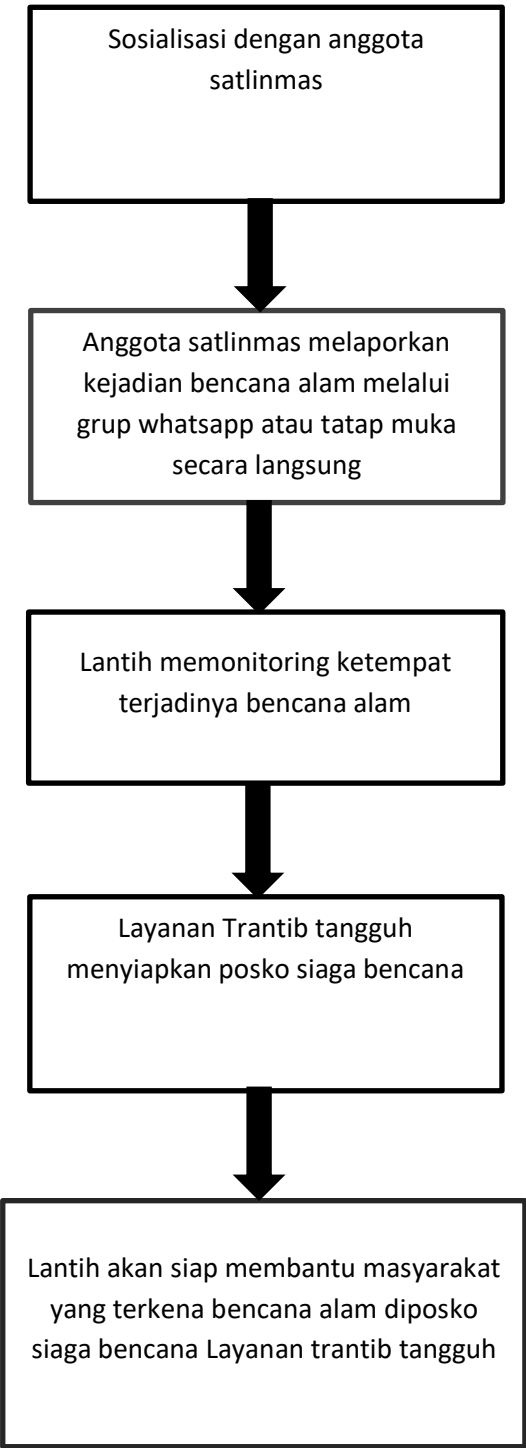 Sosialisasi dengan anggota
satlinmas
Anggota satlinmas melaporkan
kejadian bencana alam melalui
grup whatsapp atau tatap muka
secara langsung
Lantih memonitoring ketempat
terjadinya bencana alam
Layanan Trantib tangguh
menyiapkan posko siaga bencana
Lantih akan siap membantu masyarakat
yang terkena bencana alam diposko
siaga bencana Layanan trantib tangguh